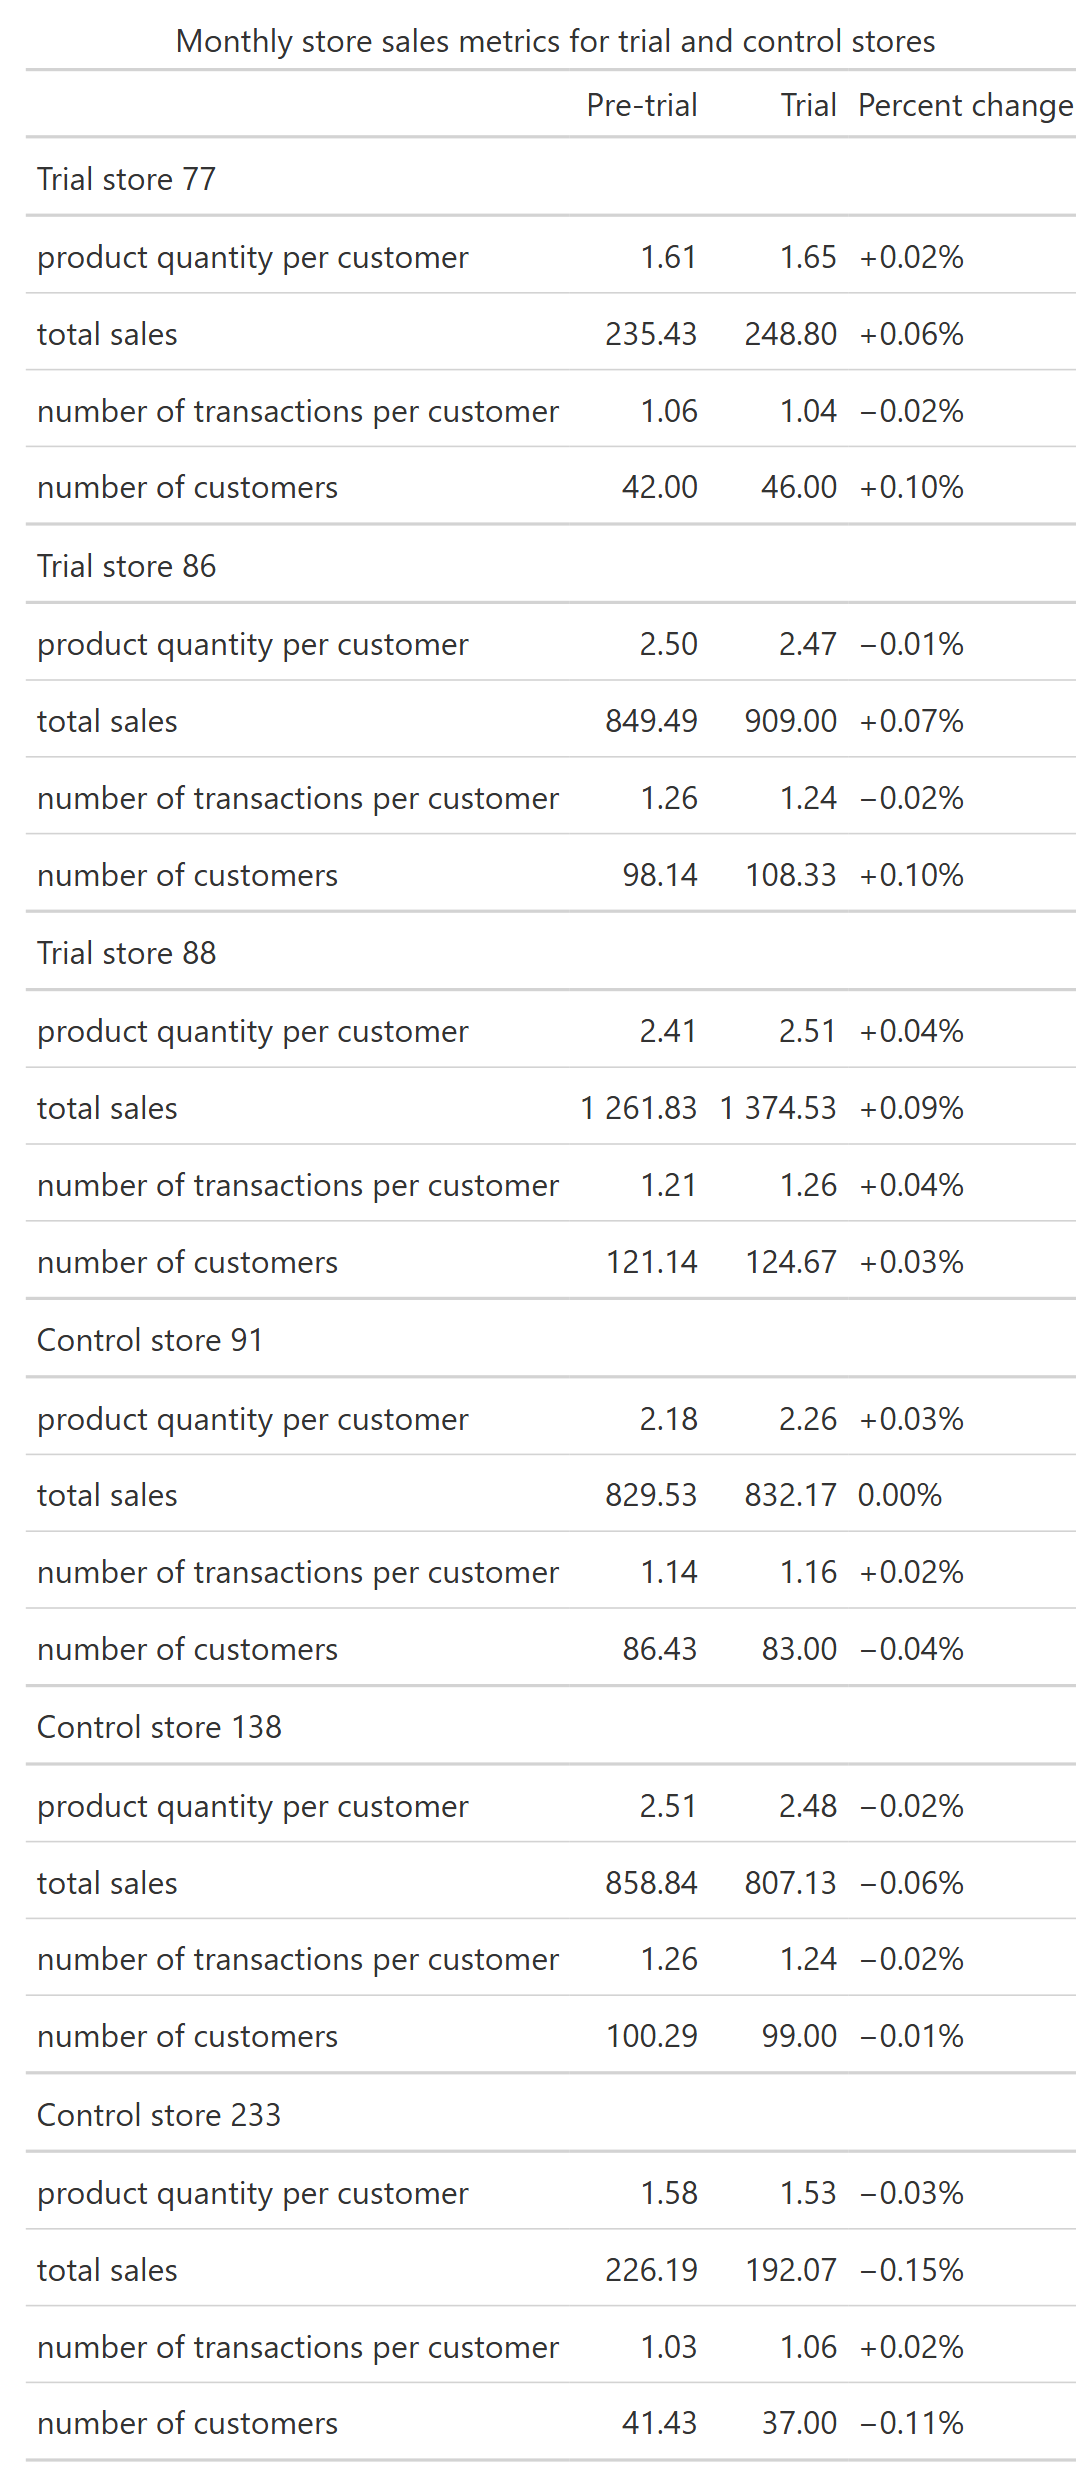 Monthly store sales metrics for trial and control stores
Pre-trial Trial Percent change
Trial store 77
product quantity per customer 1.61 1.65 +0.02%
total sales 235.43 248.80 +0.06%
number of transactions per customer 1.06 1.04 −0.02%
number of customers 42.00 46.00 +0.10%
Trial store 86
product quantity per customer 2.50 2.47 −0.01%
total sales 849.49 909.00 +0.07%
number of transactions per customer 1.26 1.24 −0.02%
number of customers 98.14 108.33 +0.10%
Trial store 88
product quantity per customer 2.41 2.51 +0.04%
total sales 1 261.83 1 374.53 +0.09%
number of transactions per customer 1.21 1.26 +0.04%
number of customers 121.14 124.67 +0.03%
Control store 91
product quantity per customer 2.18 2.26 +0.03%
total sales 829.53 832.17 0.00%
number of transactions per customer 1.14 1.16 +0.02%
number of customers 86.43 83.00 −0.04%
Control store 138
product quantity per customer 2.51 2.48 −0.02%
total sales 858.84 807.13 −0.06%
number of transactions per customer 1.26 1.24 −0.02%
number of customers 100.29 99.00 −0.01%
Control store 233
product quantity per customer 1.58 1.53 −0.03%
total sales 226.19 192.07 −0.15%
number of transactions per customer 1.03 1.06 +0.02%
number of customers 41.43 37.00 −0.11%